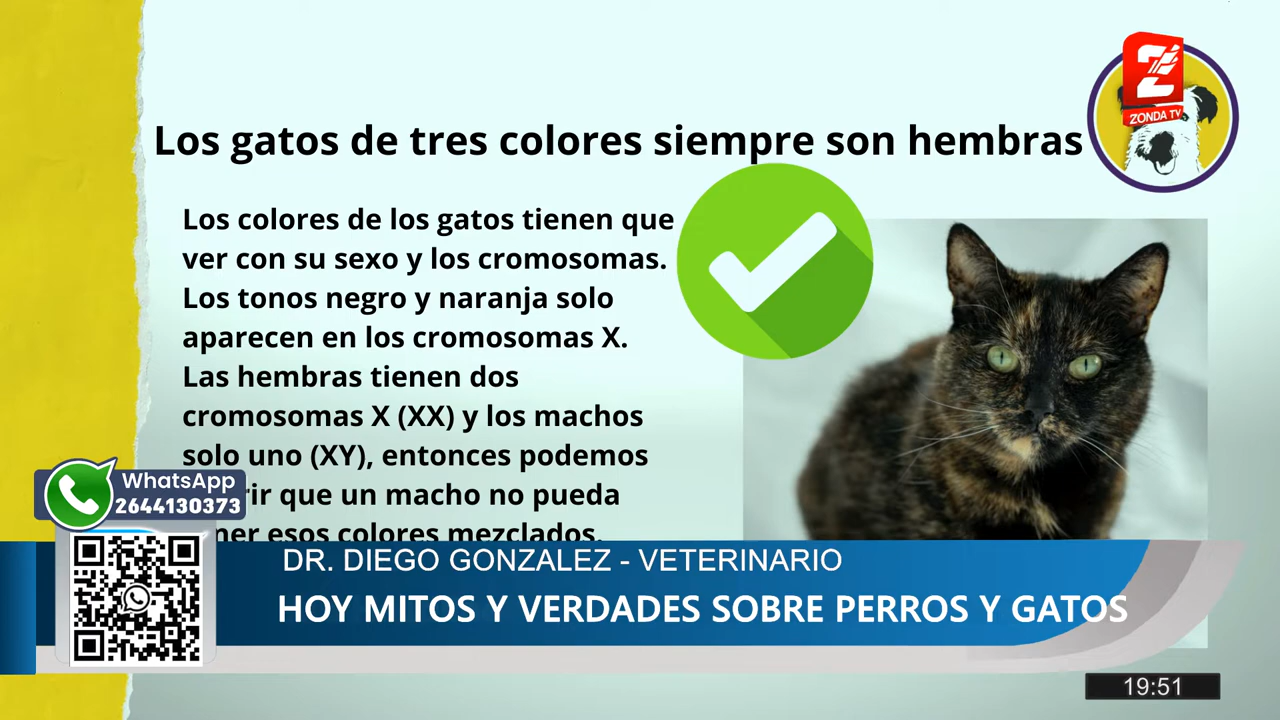 Los gatos de tres colores siempre son hembras
ZONDA TV
Los colores de los gatos tienen que
ver con su sexo y los cromosomas.
Los tonos negro y naranja solo
aparecen en los cromosomas X.
Las hembras tienen dos
cromosomas X (XX) y los machos
solo uno (XY), entonces podemos
que un macho no pueda
esos colores mezclados.
WhatsApp
2644130373
DR. DIEGO GONZALEZ - VETERINARIO
HOY MITOS Y VERDADES SOBRE PERROS Y GATOS
19:51